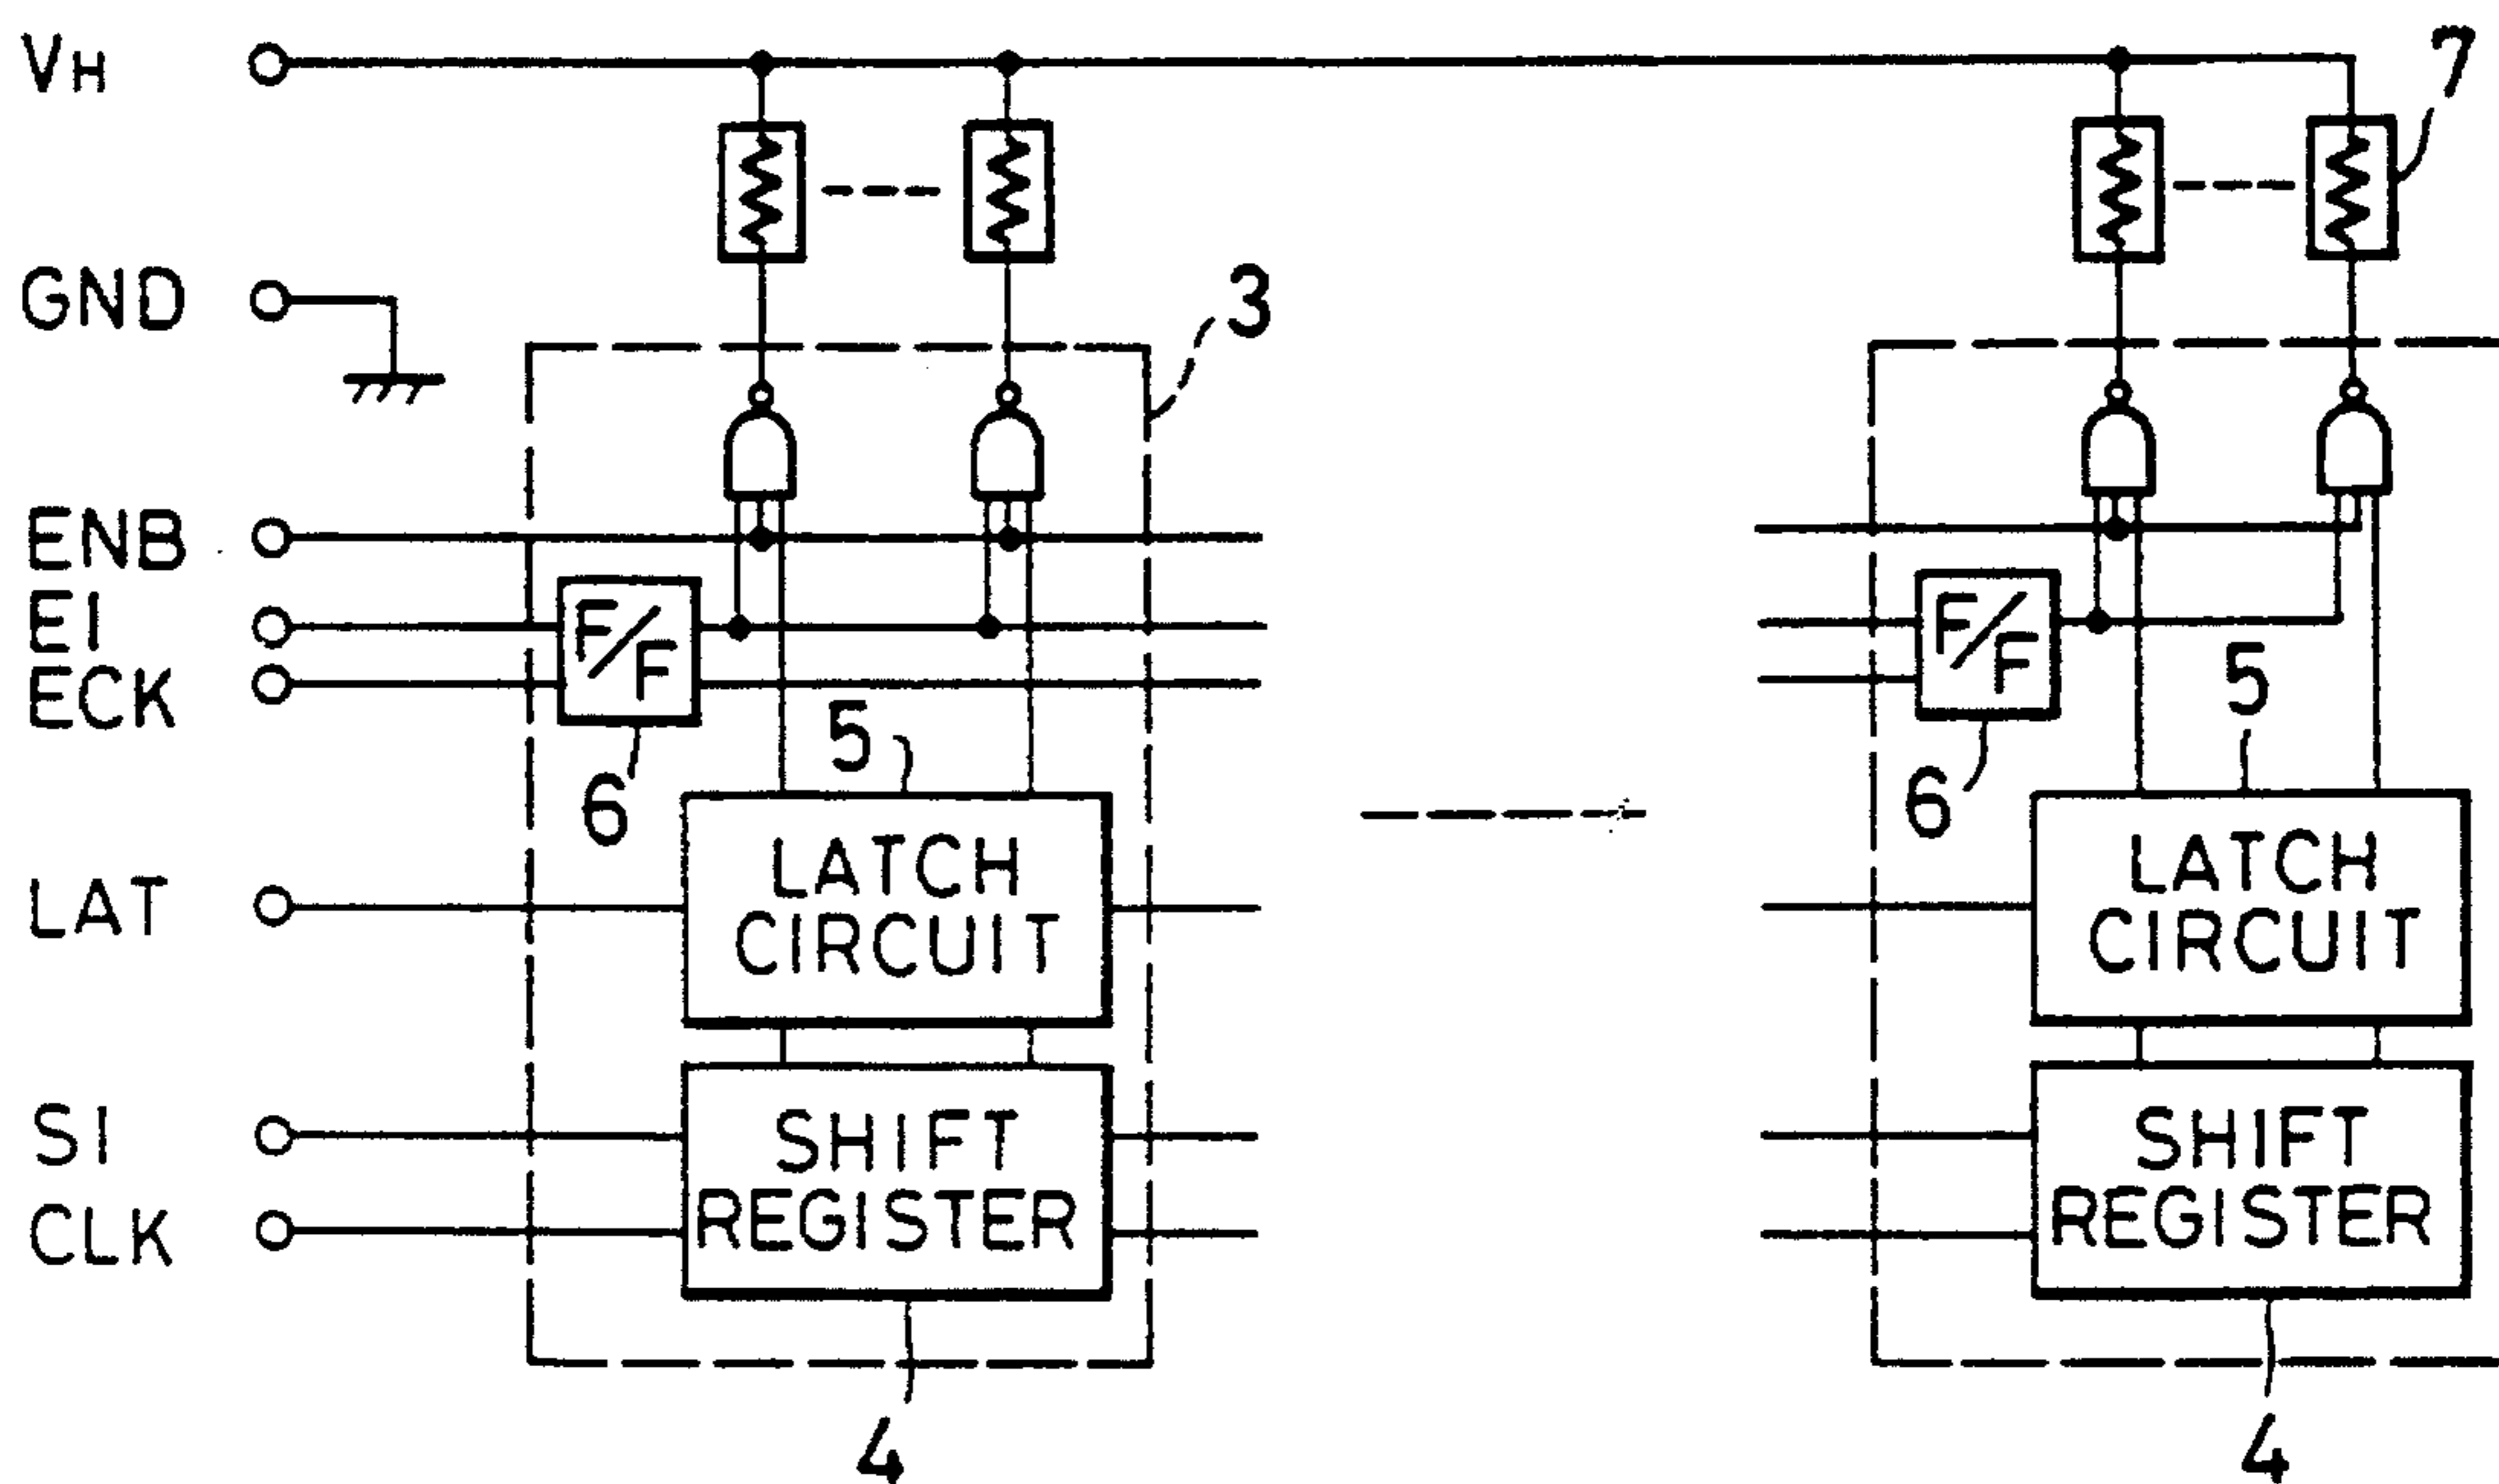 VH
7
GND
3
ENB
EI
F/F
F/F
ECK
5
5
6
6
LATCH
CIRCUIT
LATCH
CIRCUIT
LAT
SI
SHIFT
REGISTER
SHIFT
REGISTER
CLK
4
4